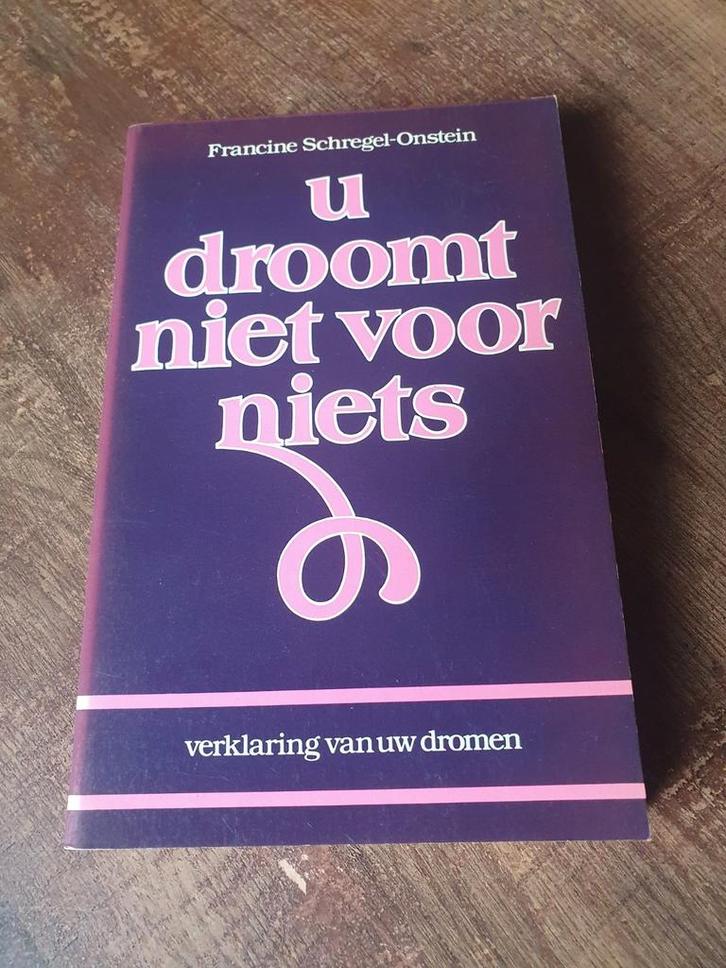 Francine Schregel-Onstein
u
droomt
niet voor
niets
verklaring van uw dromen